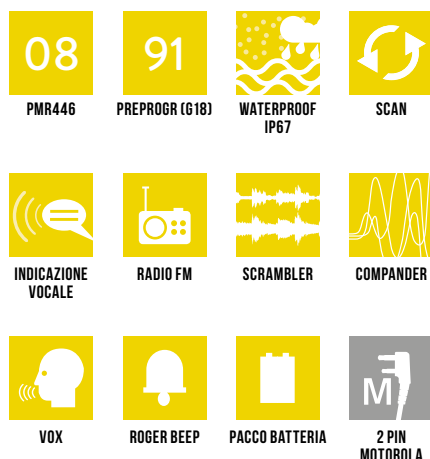 08
91
PMR446
PREPROGR (G18)
WATERPROOF
IP67
SCAN
INDICAZIONE
VOCALE
RADIO FM
SCRAMBLER
COMPANDER
VOX
ROGER BEEP
PACCO BATTERIA
M
2 PIN
MOTOROLA